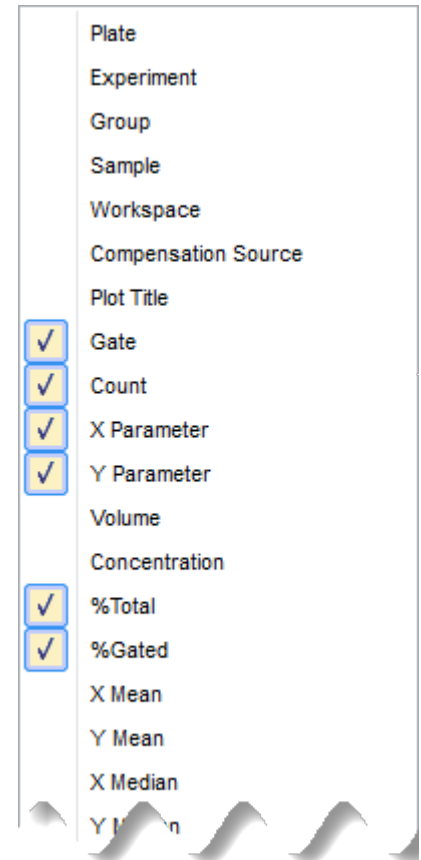 Plate
Experiment
Group
Sample
Workspace
Compensation Source
Plot Title
Gate
Count
X Parameter
Y Parameter
Volume
Concentration
%Total
%Gated
X Mean
Y Mean
X Median
Y